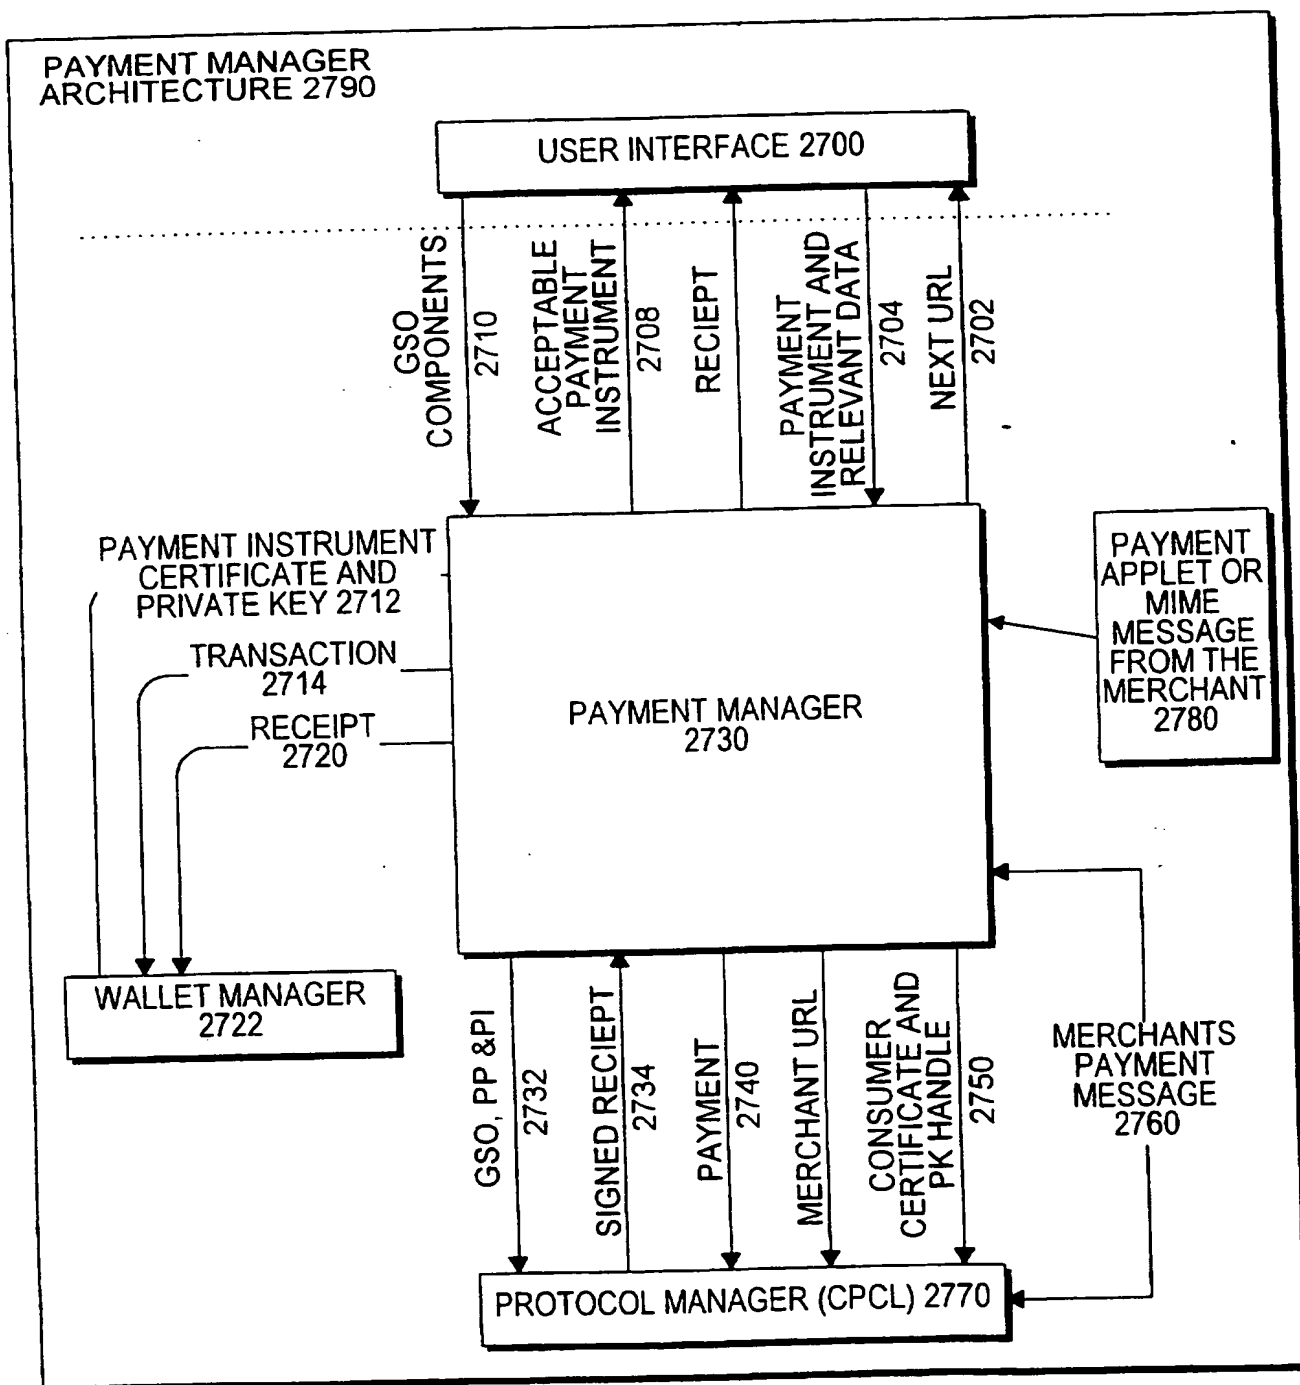 PAYMENT MANAGER
ARCHITECTURE 2790
USER INTERFACE 2700
GSO
COMPONENTS
2710
ACCEPTABLE
PAYMENT
INSTRUMENT
2708
RECIEPT
PAYMENT
INSTRUMENT AND
RELEVANT DATA
2704
NEXT URL
2702
PAYMENT INSTRUMENT
CERTIFICATE AND
PRIVATE KEY 2712
TRANSACTION
2714
RECEIPT
2720
PAYMENT MANAGER
2730
PAYMENT
APPLET OR
MIME
MESSAGE
FROM THE
MERCHANT
2780
WALLET MANAGER
2722
GSO, PP &PI
2732
SIGNED RECIEPT
2734
PAYMENT
2740
MERCHANT URL
CONSUMER
CERTIFICATE AND
PK HANDLE
2750
MERCHANTS
PAYMENT
MESSAGE
2760
PROTOCOL MANAGER (CPCL) 2770